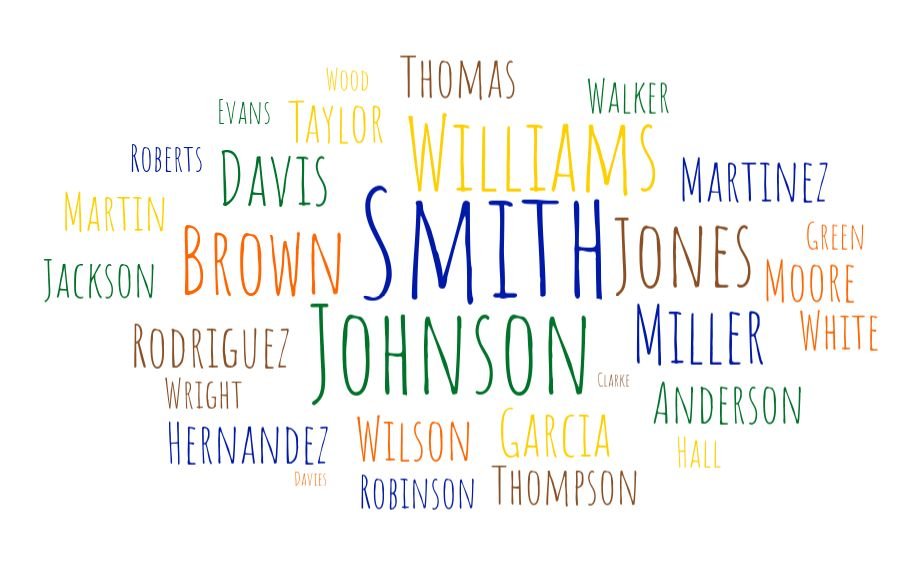 Wood
Thomas
Walker
Evans
Taylor
Williams
Roberts
Davis
Martinez
Martin
Smith
Brown
Jones
Green
Jackson
Moore
Johnson
Miller
White
Rodriguez
Wright
Clarke
Anderson
Hernandez
Wilson
Garcia
Hall
Davies
Robinson
Thompson